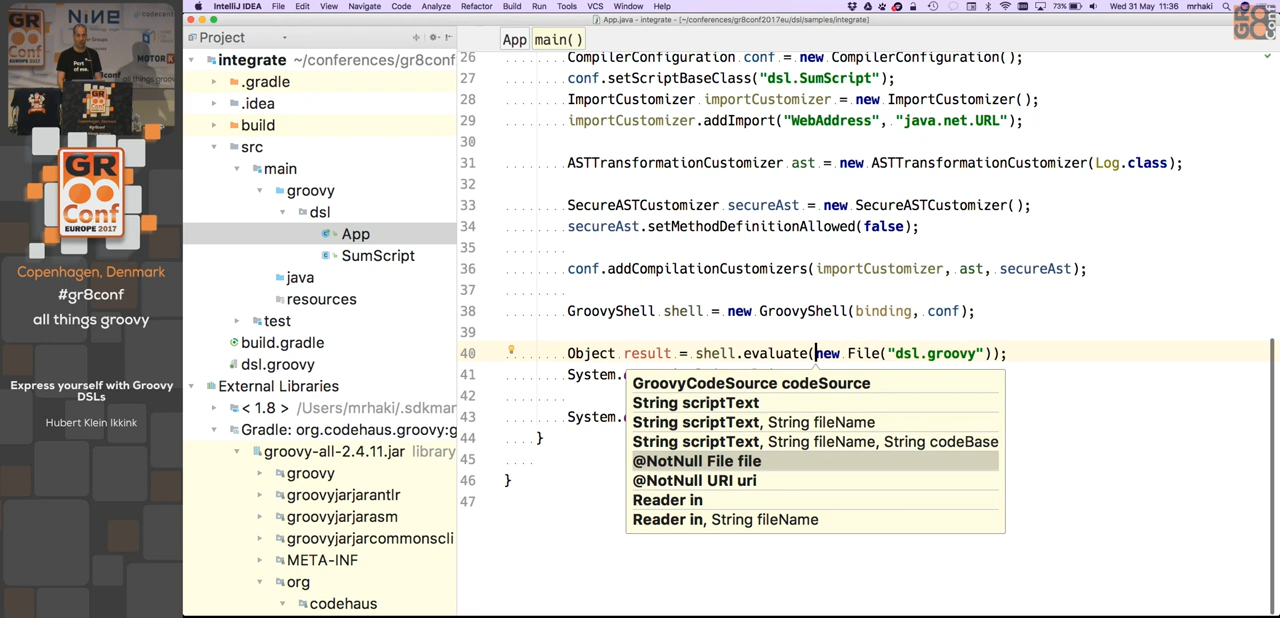 IntelliJ IDEA File Edit View Navigate Code Analyze Refactor Build Run Tools VCS Window Help
73% Wed 31 May 11:36 mrhaki
App.java - integrate - [~/conferences/gr8conf2017eu/dsl/samples/integrate]
Project
App main()
integrate ~/conferences/gr8conf
.gradle
.idea
build
src
main
groovy
dsl
App
SumScript
java
resources
test
build.gradle
dsl.groovy
External Libraries
< 1.8 > /Users/mrhaki/.sdkmar
Gradle: org.codehaus.groovy:g
groovy-all-2.4.11.jar library
groovy
groovyjarjarantlr
groovyjarjarasm
groovyjarjarcommonscli
META-INF
org
codehaus
26 CompilerConfiguration conf = new CompilerConfiguration();
27 conf.setScriptBaseClass("dsl.SumScript");
28 ImportCustomizer importCustomizer = new ImportCustomizer();
29 importCustomizer.addImport("WebAddress", "java.net.URL");
30
31 ASTTransformationCustomizer ast = new ASTTransformationCustomizer(Log.class);
32
33 SecureASTCustomizer secureAst = new SecureASTCustomizer();
34 secureAst.setMethodDefinitionAllowed(false);
35
36 conf.addCompilationCustomizers(importCustomizer, ast, secureAst);
37
38 GroovyShell shell = new GroovyShell(binding, conf);
39
40 Object result = shell.evaluate(new File("dsl.groovy"));
41 System.
42
43 System.
44 }
45
46 }
47
GroovyCodeSource codeSource
String scriptText
String scriptText, String fileName
String scriptText, String fileName, String codeBase
@NotNull File file
@NotNull URI uri
Reader in
Reader in, String fileName
GR
Conf
NINE
GR
Conf
EUROPE 2017
Copenhagen, Denmark
#gr8conf
all things groovy
Express yourself with Groovy
DSLs
Hubert Klein Ikkink
GR
Conf